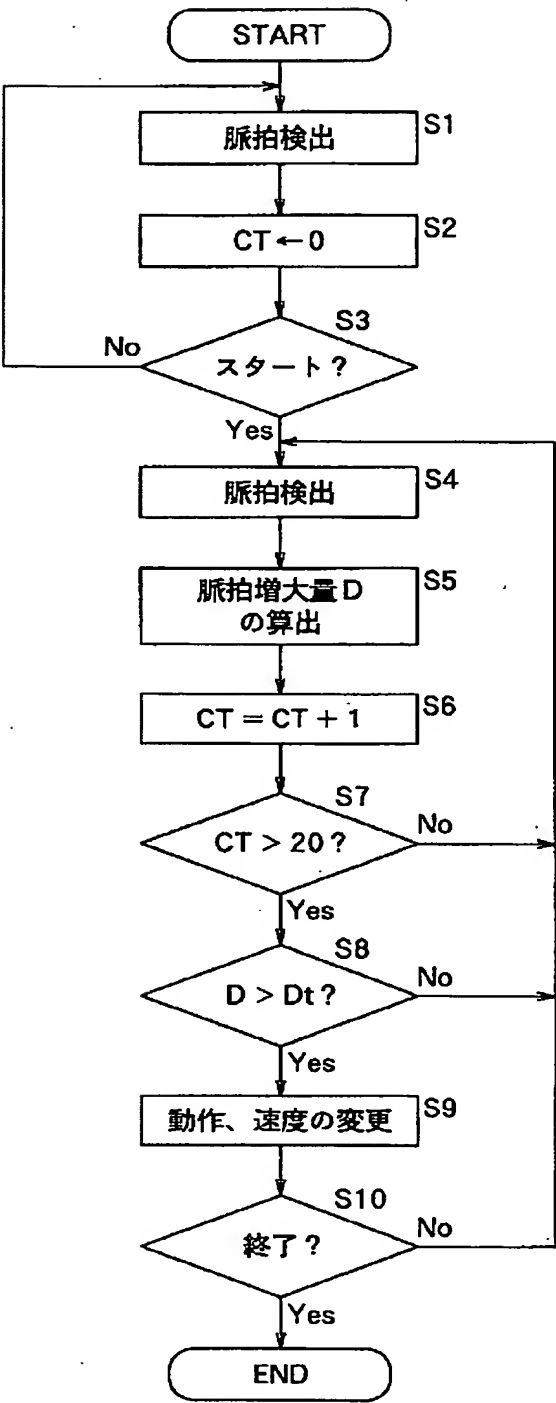 START
脈拍検出
S1
CT←0
S2
S3
スタート？
No
Yes
脈拍検出
S4
脈拍増大量D
の算出
S5
CT = CT + 1
S6
S7
CT > 20？
No
Yes
S8
D > Dt？
No
Yes
動作、速度の変更
S9
S10
終了？
No
Yes
END